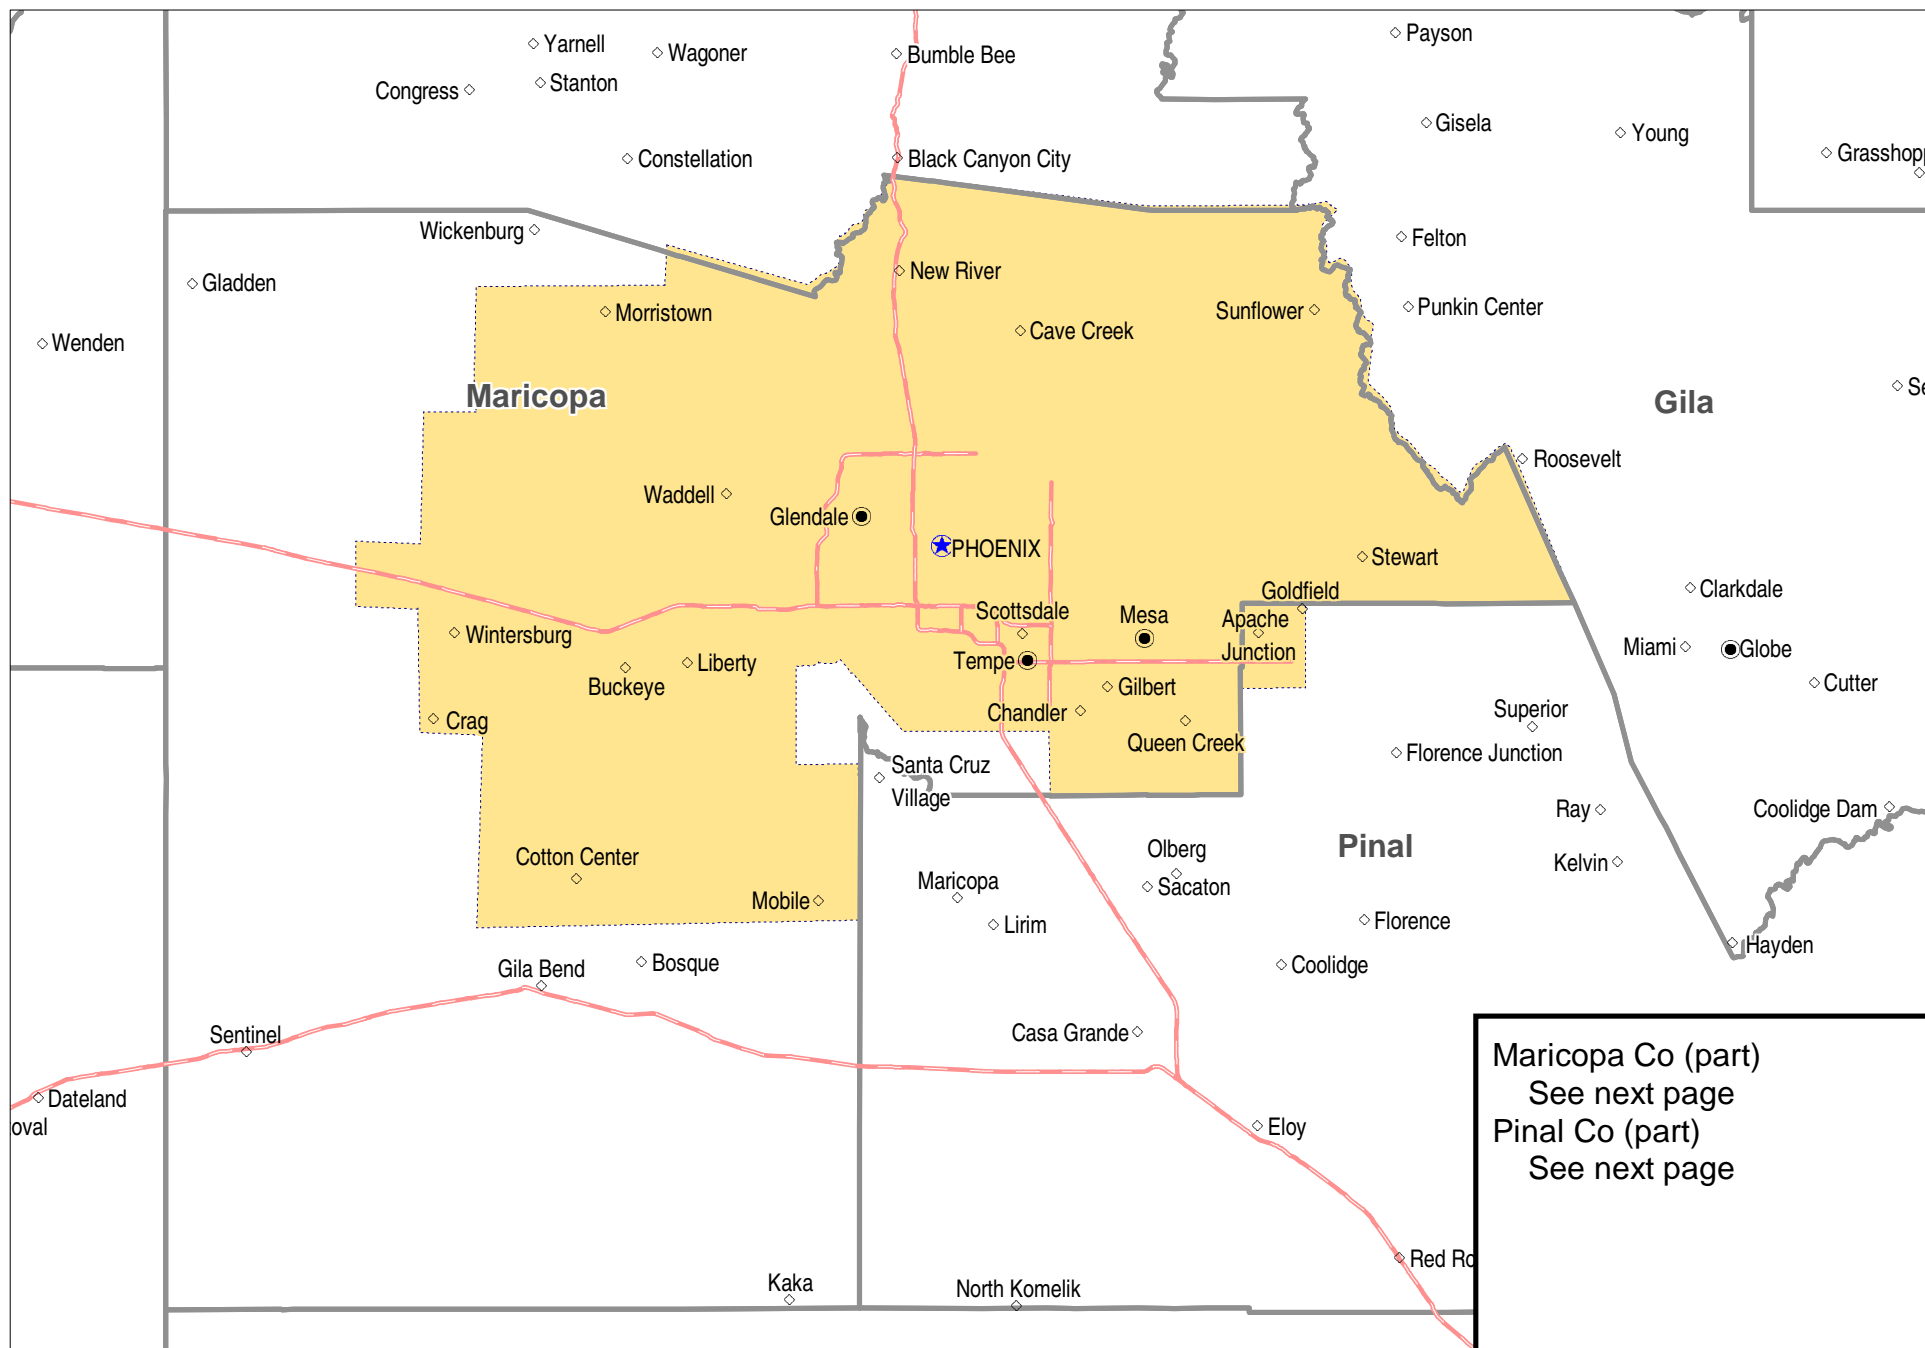 Yarnell
Wagoner
Bumble Bee
Payson
Congress
Stanton
Gisela
Young
Constellation
Black Canyon City
Grasshopp
Wickenburg
Felton
Gladden
New River
Morristown
Sunflower
Punkin Center
Cave Creek
Wenden
Maricopa
Gila
Se
Roosevelt
Waddell
Glendale
PHOENIX
Stewart
Goldfield
Clarkdale
Scottsdale
Mesa
Apache
Junction
Wintersburg
Miami
Globe
Tempe
Liberty
Buckeye
Gilbert
Cutter
Crag
Chandler
Superior
Queen Creek
Florence Junction
Santa Cruz
Village
Ray
Coolidge Dam
Pinal
Olberg
Cotton Center
Kelvin
Maricopa
Sacaton
Mobile
Lirim
Florence
Hayden
Gila Bend
Bosque
Coolidge
Sentinel
Casa Grande
Maricopa Co (part)
See next page
Pinal Co (part)
See next page
Dateland
oval
Eloy
Red Ro
Kaka
North Komelik